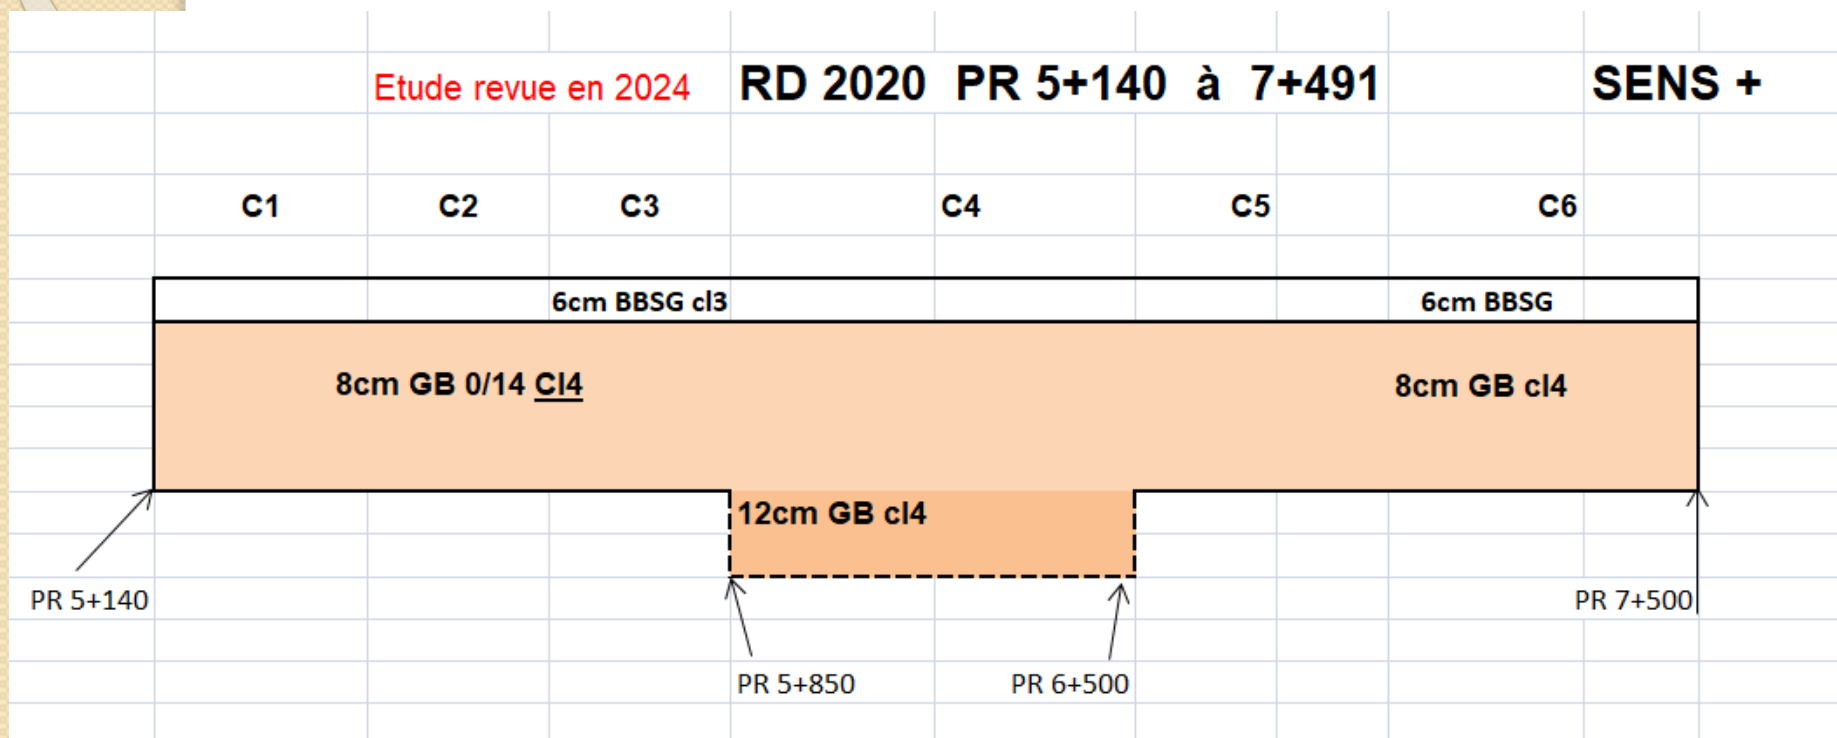 Etude revue en 2024 RD 2020 PR 5+140 à 7+491 SENS +
C1 C2 C3 C4 C5 C6
6cm BBSG cl3 6cm BBSG
8cm GB 0/14 Cl4 8cm GB cl4
12cm GB cl4
PR 5+140 PR 7+500
PR 5+850 PR 6+500